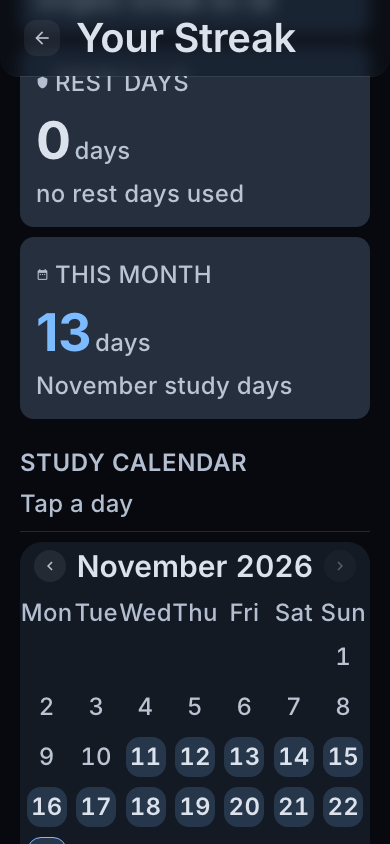 Your Streak
REST DAYS
0 days
no rest days used
THIS MONTH
13 days
November study days
STUDY CALENDAR
Tap a day
November 2026
Mon Tue Wed Thu Fri Sat Sun
1
2 3 4 5 6 7 8
9 10 11 12 13 14 15
16 17 18 19 20 21 22